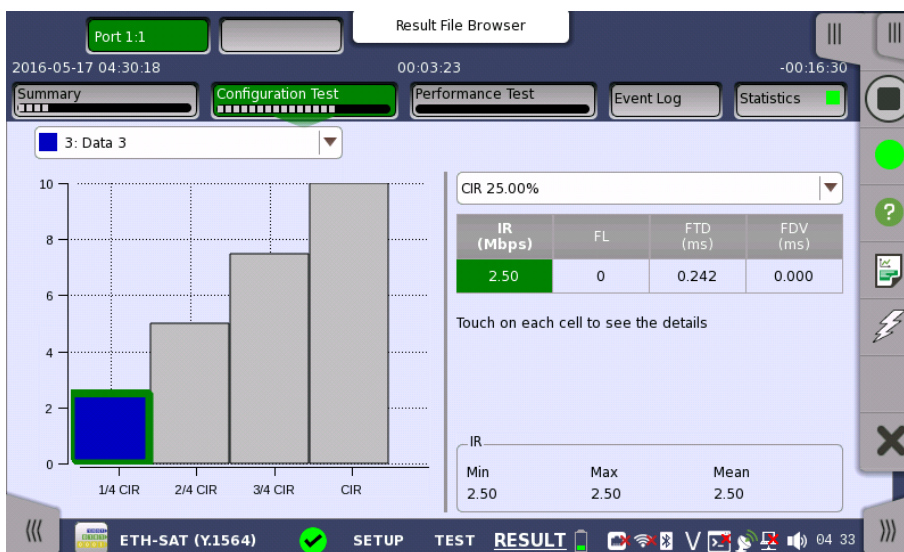 Port 1:1
Result File Browser
2016-05-17 04:30:18
00:03:23
-00:16:30
Summary
Configuration Test
Performance Test
Event Log
Statistics
3: Data 3
10
8
6
4
2
0
1/4 CIR
2/4 CIR
3/4 CIR
CIR
CIR 25.00%
IR (Mbps) FL FTD (ms) FDV (ms)
2.50 0 0.242 0.000
Touch on each cell to see the details
IR
Min Max Mean
2.50 2.50 2.50
ETH-SAT (Y.1564)
SETUP
TEST
RESULT
V
04 33